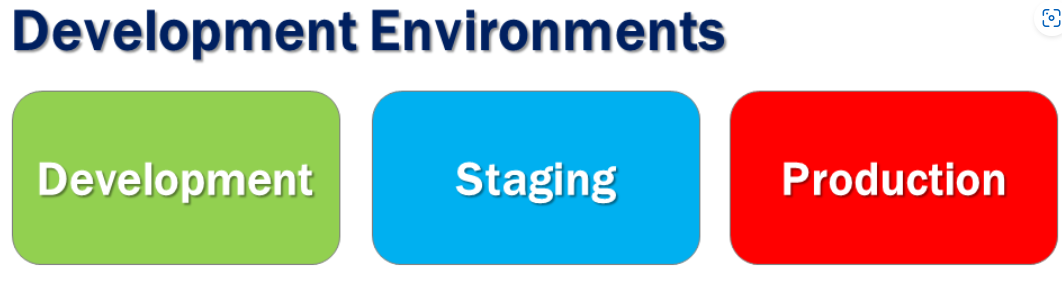 Development Environments
Development
Staging
Production